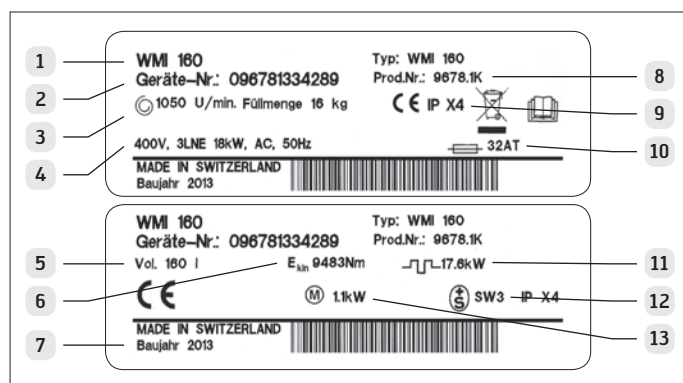 1 WMI 160 Typ: WMI 160
2 Geräte-Nr.: 096781334289 Prod.Nr.: 9678.1K 8
3 1050 U/min. Füllmenge 16 kg CE IP X4 9
4 400V, 3LNE 18kW, AC, 50Hz 32AT 10
MADE IN SWITZERLAND
Baujahr 2013
WMI 160 Typ: WMI 160
Geräte-Nr.: 096781334289 Prod.Nr.: 9678.1K
5 Vol. 160 l Ekin 9483Nm 17.6kW 11
6 CE M 1.1kW S SW3 IP X4 12
13
MADE IN SWITZERLAND
7 Baujahr 2013